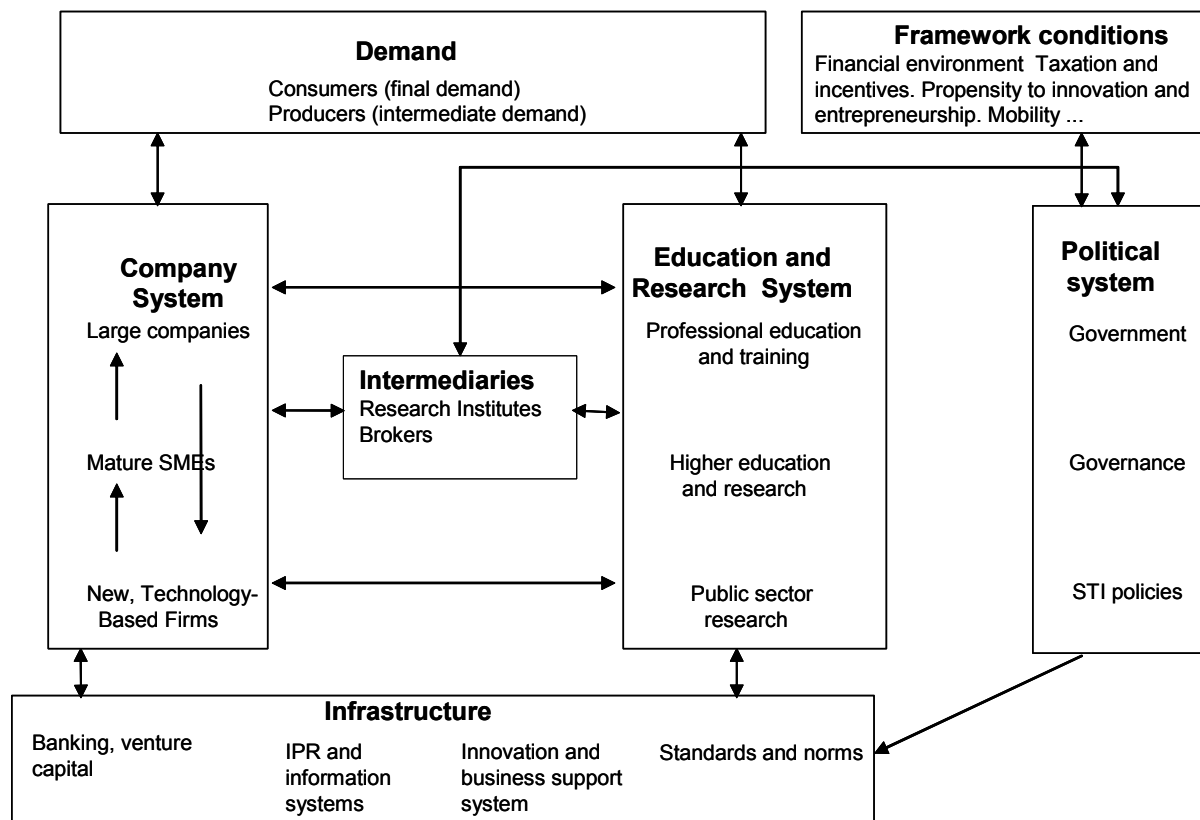 Demand
Consumers (final demand)
Producers (intermediate demand)
Framework conditions
Financial environment  Taxation and
incentives. Propensity to innovation and
entrepreneurship. Mobility ...
Company
System
Large companies
Mature SMEs
New, Technology-
Based Firms
Intermediaries
Research Institutes
Brokers
Education and
Research  System
Professional education
and training
Higher education
and research
Public sector
research
Political
system
Government
Governance
STI policies
Infrastructure
Banking, venture
capital
IPR and
information
systems
Innovation and
business support
system
Standards and norms